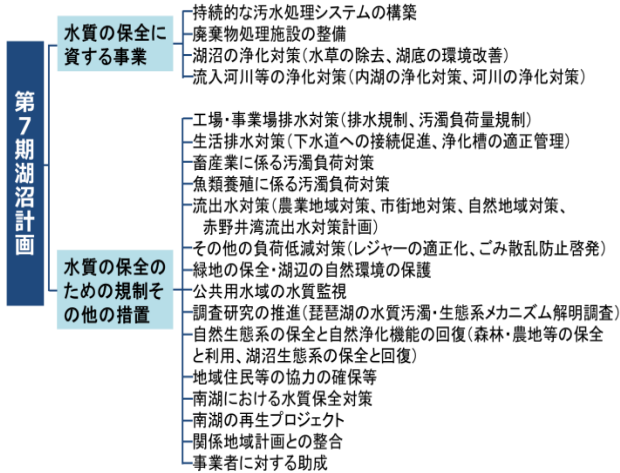 第7期湖沼計画
水質の保全に
資する事業
持続的な汚水処理システムの構築
廃棄物処理施設の整備
湖沼の浄化対策(水草の除去、湖底の環境改善)
流入河川等の浄化対策(内湖の浄化対策、河川の浄化対策)
水質の保全の
ための規制そ
の他の措置
工場・事業場排水対策(排水規制、汚濁負荷量規制)
生活排水対策(下水道への接続促進、浄化槽の適正管理)
畜産業に係る汚濁負荷対策
魚類養殖に係る汚濁負荷対策
流出水対策(農業地域対策、市街地対策、自然地域対策、
赤野井湾流出水対策計画)
その他の負荷低減対策(レジャーの適正化、ごみ散乱防止啓発)
緑地の保全・湖辺の自然環境の保護
公共用水域の水質監視
調査研究の推進(琵琶湖の水質汚濁・生態系メカニズム解明調査)
自然生態系の保全と自然浄化機能の回復(森林・農地等の保全
と利用、湖沼生態系の保全と回復)
地域住民等の協力の確保等
南湖における水質保全対策
南湖の再生プロジェクト
関係地域計画との整合
事業者に対する助成